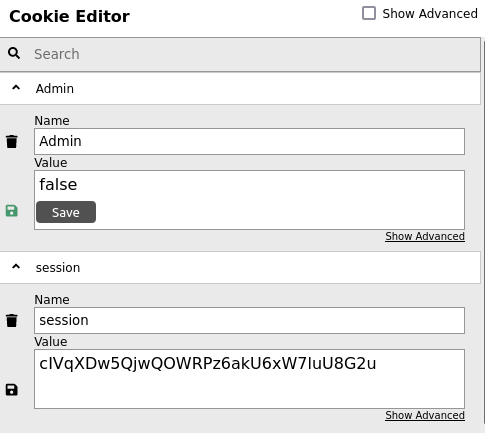 Cookie Editor
Show Advanced
Search
Admin
Name
Admin
Value
false
Save
Show Advanced
session
Name
session
Value
cIVqXDw5QjwQOWRPz6akU6xW7luU8G2u
Show Advanced